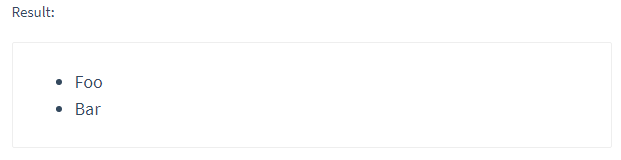 Result:
• Foo
• Bar